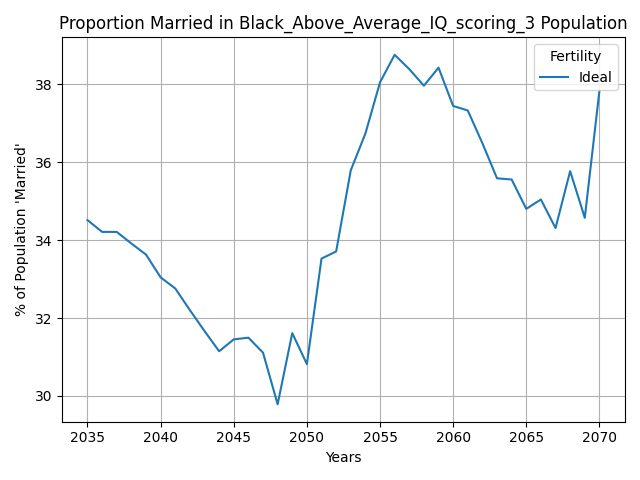 Proportion Married in Black_Above_Average_IQ_scoring_3 Population
Fertility
Ideal
% of Population 'Married'
38
36
34
32
30
2035 2040 2045 2050 2055 2060 2065 2070
Years